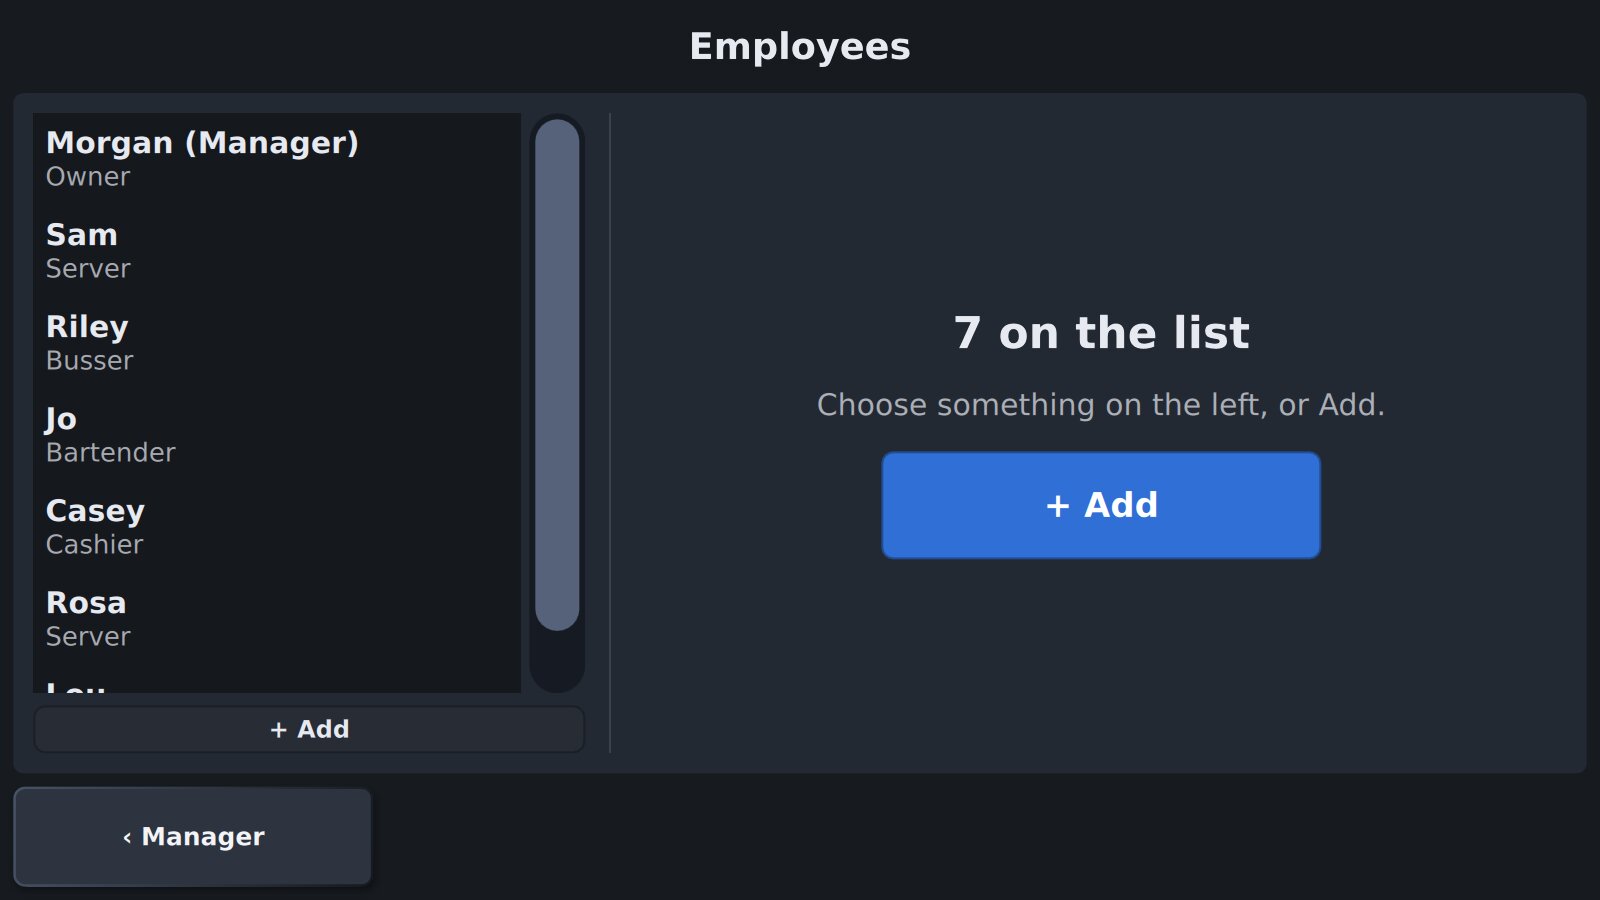 Employees
Morgan (Manager)
Owner
Sam
Server
Riley
Busser
Jo
Bartender
Casey
Cashier
Rosa
Server
+ Add
7 on the list
Choose something on the left, or Add.
+ Add
‹ Manager